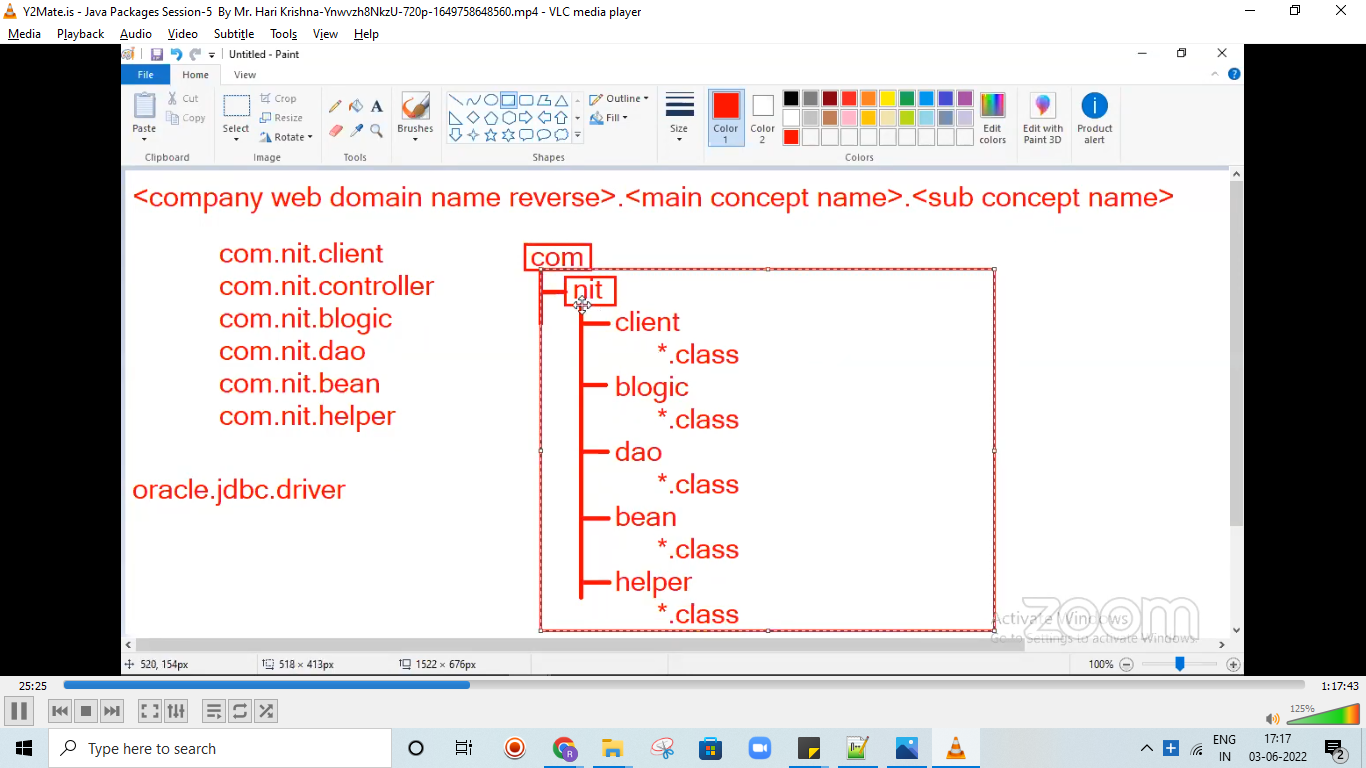 Y2Mate.is - Java Packages Session-5 By Mr. Hari Krishna-Ynwvzh8NkzU-720p-1649758648560.mp4 - VLC media player
Media Playback Audio Video Subtitle Tools View Help
Untitled - Paint
File Home View
Paste Cut Copy Select Crop Resize Rotate Brushes Outline Fill Size Color 1 Color 2 Edit colors Edit with Paint 3D Product alert
Clipboard Image Tools Shapes Colors
<company web domain name reverse>.<main concept name>.<sub concept name>
com.nit.client
com.nit.controller
com.nit.blogic
com.nit.dao
com.nit.bean
com.nit.helper
oracle.jdbc.driver
com
nit
client
*.class
blogic
*.class
dao
*.class
bean
*.class
helper
*.class
zoom
Activate Windows
Go to Settings to activate Windows.
520, 154px 518 × 413px 1522 × 676px 100%
25:25 1:17:43
125%
Type here to search
ENG 17:17
IN 03-06-2022
2